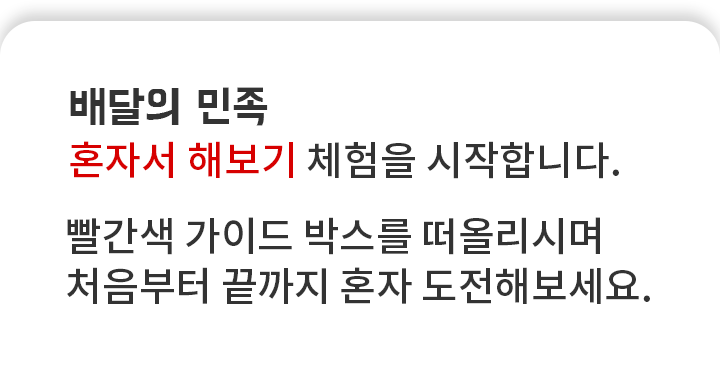 배달의 민족
혼자서 해보기 체험을 시작합니다.
빨간색 가이드 박스를 떠올리시며
처음부터 끝까지 혼자 도전해보세요.